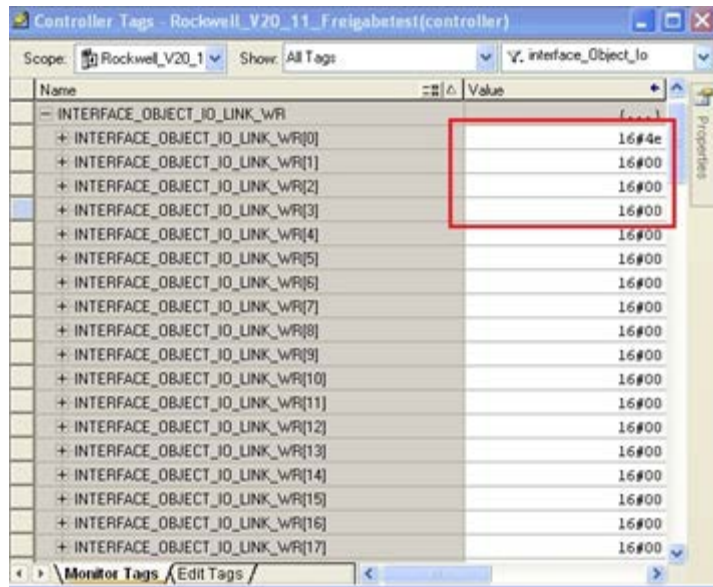 Controller Tags - Rockwell_V20_11_Freigabetest(controller)
Scope: Rockwell_V20_1 Show: All Tags interface_Object_Io
Name Value
INTERFACE_OBJECT_IO_LINK_WR {...}
+ INTERFACE_OBJECT_IO_LINK_WR[0] 16#4e
+ INTERFACE_OBJECT_IO_LINK_WR[1] 16#00
+ INTERFACE_OBJECT_IO_LINK_WR[2] 16#00
+ INTERFACE_OBJECT_IO_LINK_WR[3] 16#00
+ INTERFACE_OBJECT_IO_LINK_WR[4] 16#00
+ INTERFACE_OBJECT_IO_LINK_WR[5] 16#00
+ INTERFACE_OBJECT_IO_LINK_WR[6] 16#00
+ INTERFACE_OBJECT_IO_LINK_WR[7] 16#00
+ INTERFACE_OBJECT_IO_LINK_WR[8] 16#00
+ INTERFACE_OBJECT_IO_LINK_WR[9] 16#00
+ INTERFACE_OBJECT_IO_LINK_WR[10] 16#00
+ INTERFACE_OBJECT_IO_LINK_WR[11] 16#00
+ INTERFACE_OBJECT_IO_LINK_WR[12] 16#00
+ INTERFACE_OBJECT_IO_LINK_WR[13] 16#00
+ INTERFACE_OBJECT_IO_LINK_WR[14] 16#00
+ INTERFACE_OBJECT_IO_LINK_WR[15] 16#00
+ INTERFACE_OBJECT_IO_LINK_WR[16] 16#00
+ INTERFACE_OBJECT_IO_LINK_WR[17] 16#00
Monitor Tags Edit Tags
Properties